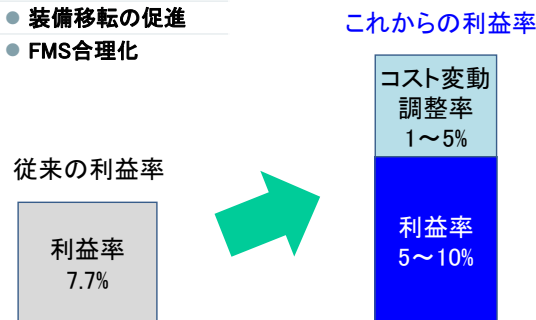 装備移転の促進
FMS合理化
これからの利益率
コスト変動
調整率
1～5%
従来の利益率
利益率
7.7%
利益率
5～10%